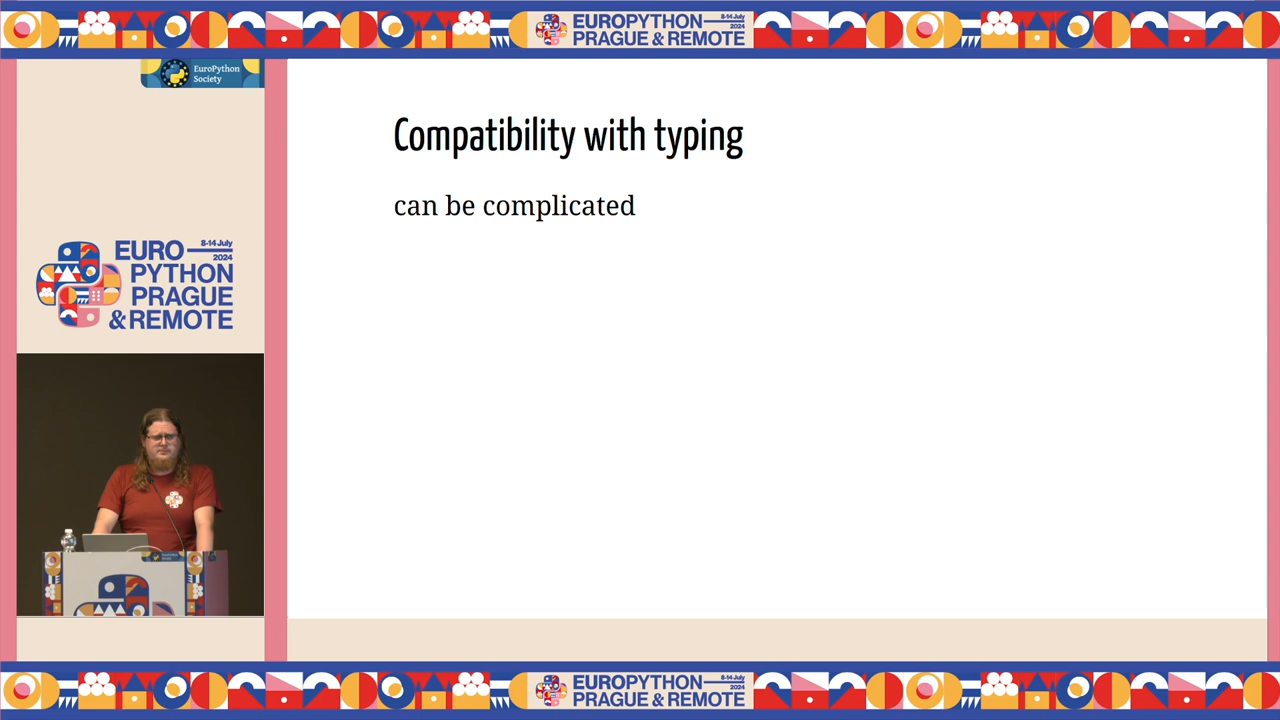 EUROPYTHON
8-14 July
2024
PRAGUE & REMOTE
EuroPython
Society
Compatibility with typing
can be complicated
EURO
8-14 July
2024
PYTHON
PRAGUE
& REMOTE
EUROPYTHON
8-14 July
2024
PRAGUE & REMOTE